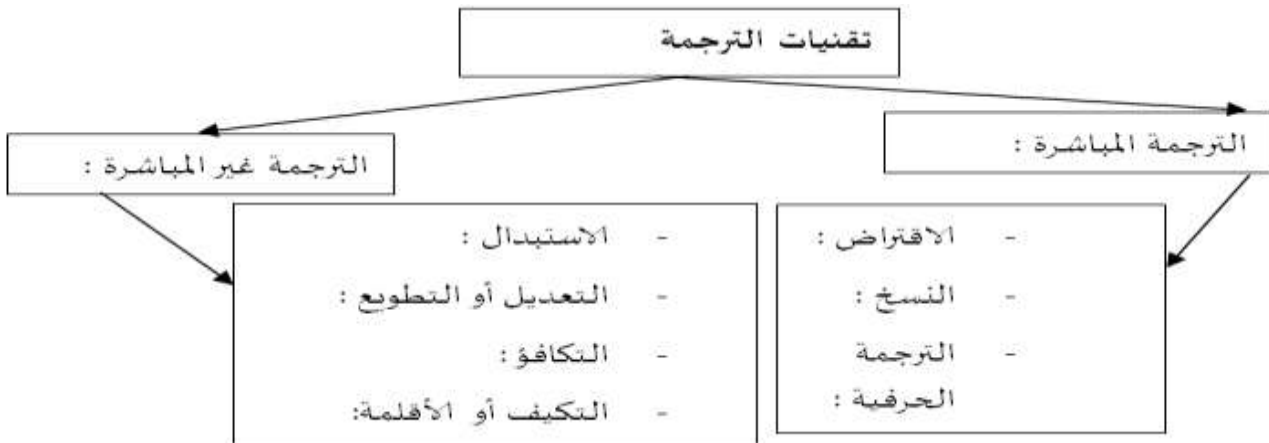 تقنيات الترجمة
الترجمة المباشرة :
الترجمة غير المباشرة :
- الاقتراض :
- النسخ :
- الترجمة
الحرفية :
- الاستبدال :
- التعديل أو التطويع :
- التكافؤ :
- التكيف أو الأقلمة: